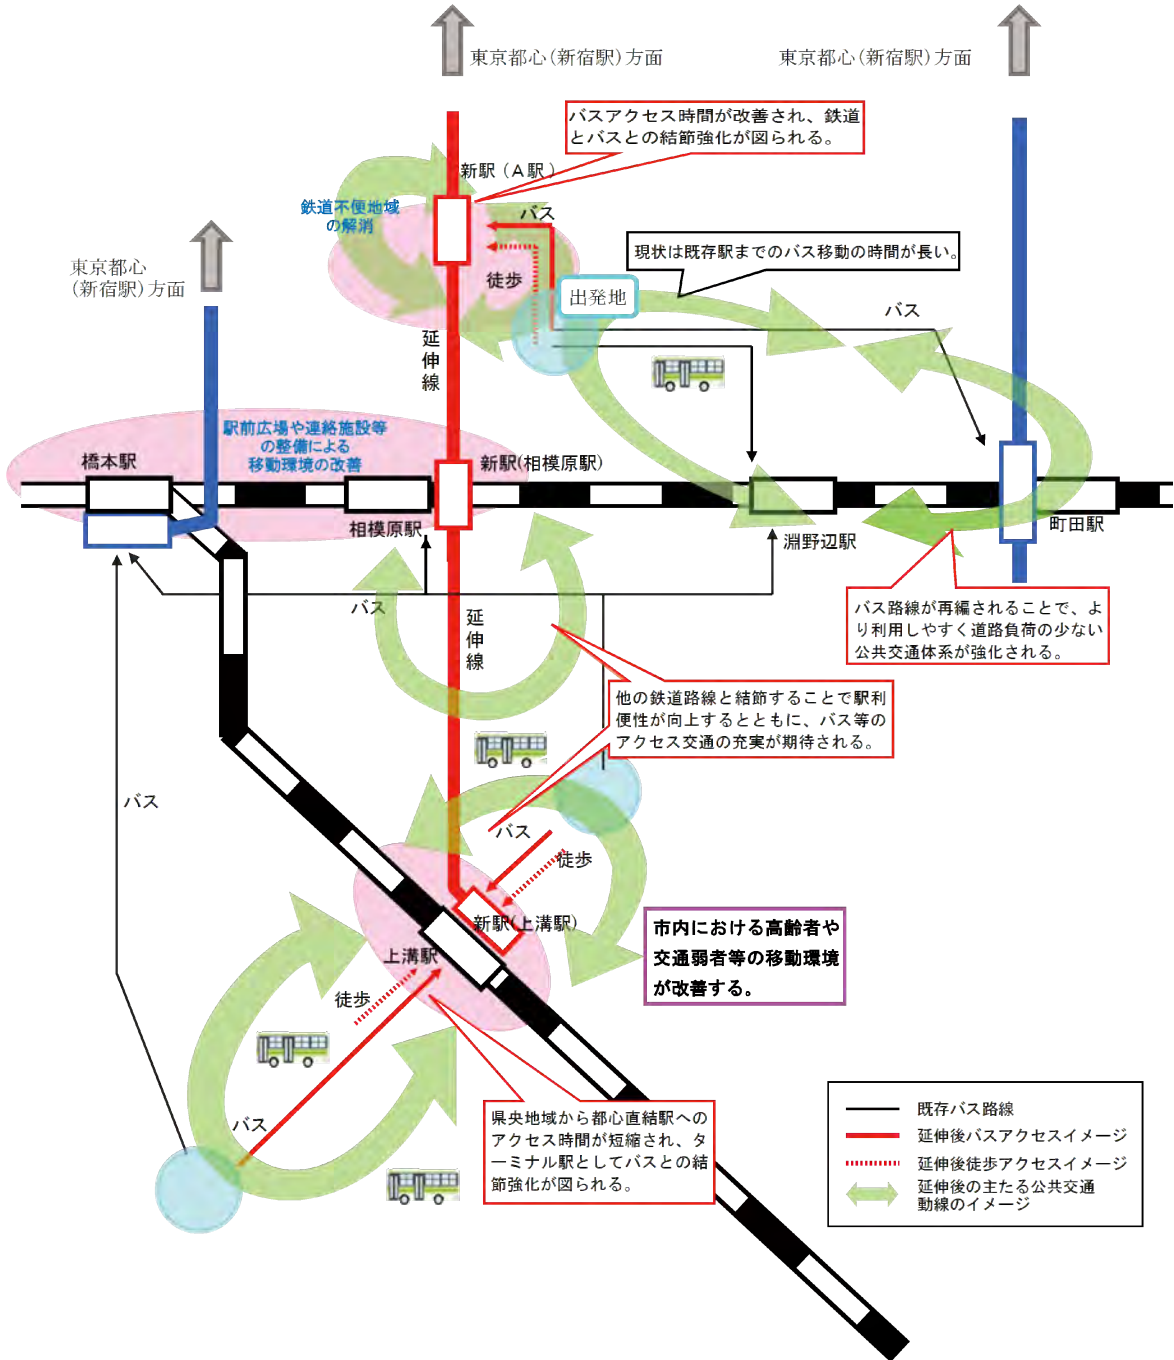 東京都心(新宿駅)方面
東京都心(新宿駅)方面
バスアクセス時間が改善され、鉄道
とバスとの結節強化が図られる。
新駅(A駅)
鉄道不便地域
の解消
バス
徒歩
出発地
現状は既存駅までのバス移動の時間が長い。
東京都心
(新宿駅)方面
バス
延伸線
駅前広場や連絡施設等
の整備による
移動環境の改善
橋本駅
新駅(相模原駅)
相模原駅
淵野辺駅
町田駅
バス
延伸線
バス路線が再編されることで、よ
り利用しやすく道路負荷の少ない
公共交通体系が強化される。
他の鉄道路線と結節することで駅利
便性が向上するとともに、バス等の
アクセス交通の充実が期待される。
バス
バス
徒歩
新駅(上溝駅)
上溝駅
市内における高齢者や
交通弱者等の移動環境
が改善する。
徒歩
バス
県央地域から都心直結駅への
アクセス時間が短縮され、タ
ーミナル駅としてバスとの結
節強化が図られる。
既存バス路線
延伸後バスアクセスイメージ
延伸後徒歩アクセスイメージ
延伸後の主たる公共交通
動線のイメージ